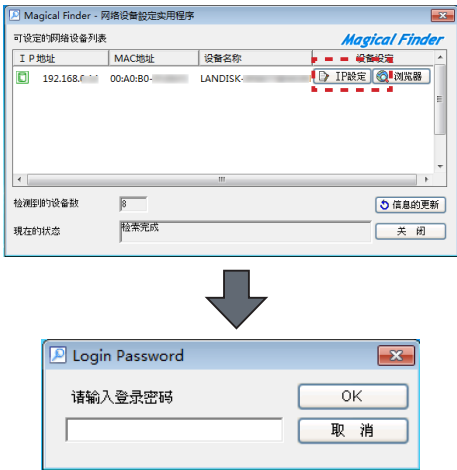 Magical Finder - 网络设备設定实用程序
可设定的网络设备列表
Magical Finder
I P地址 MAC地址 设备名称 设备设定
192.168. 00:A0:B0- LANDISK- IP設定 浏览器
检测到的设备数 8 信息的更新
現在的状态 检索完成 关 闭
Login Password
请输入登录密码 OK
取 消